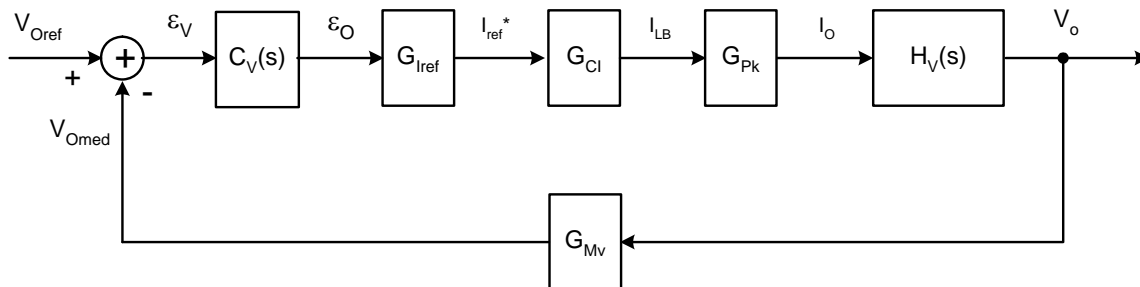 V_Oref
+
+
-
ε_V
C_V(s)
ε_O
G_Iref
I_ref*
G_CI
I_LB
G_Pk
I_O
H_V(s)
V_o
V_Omed
G_Mv